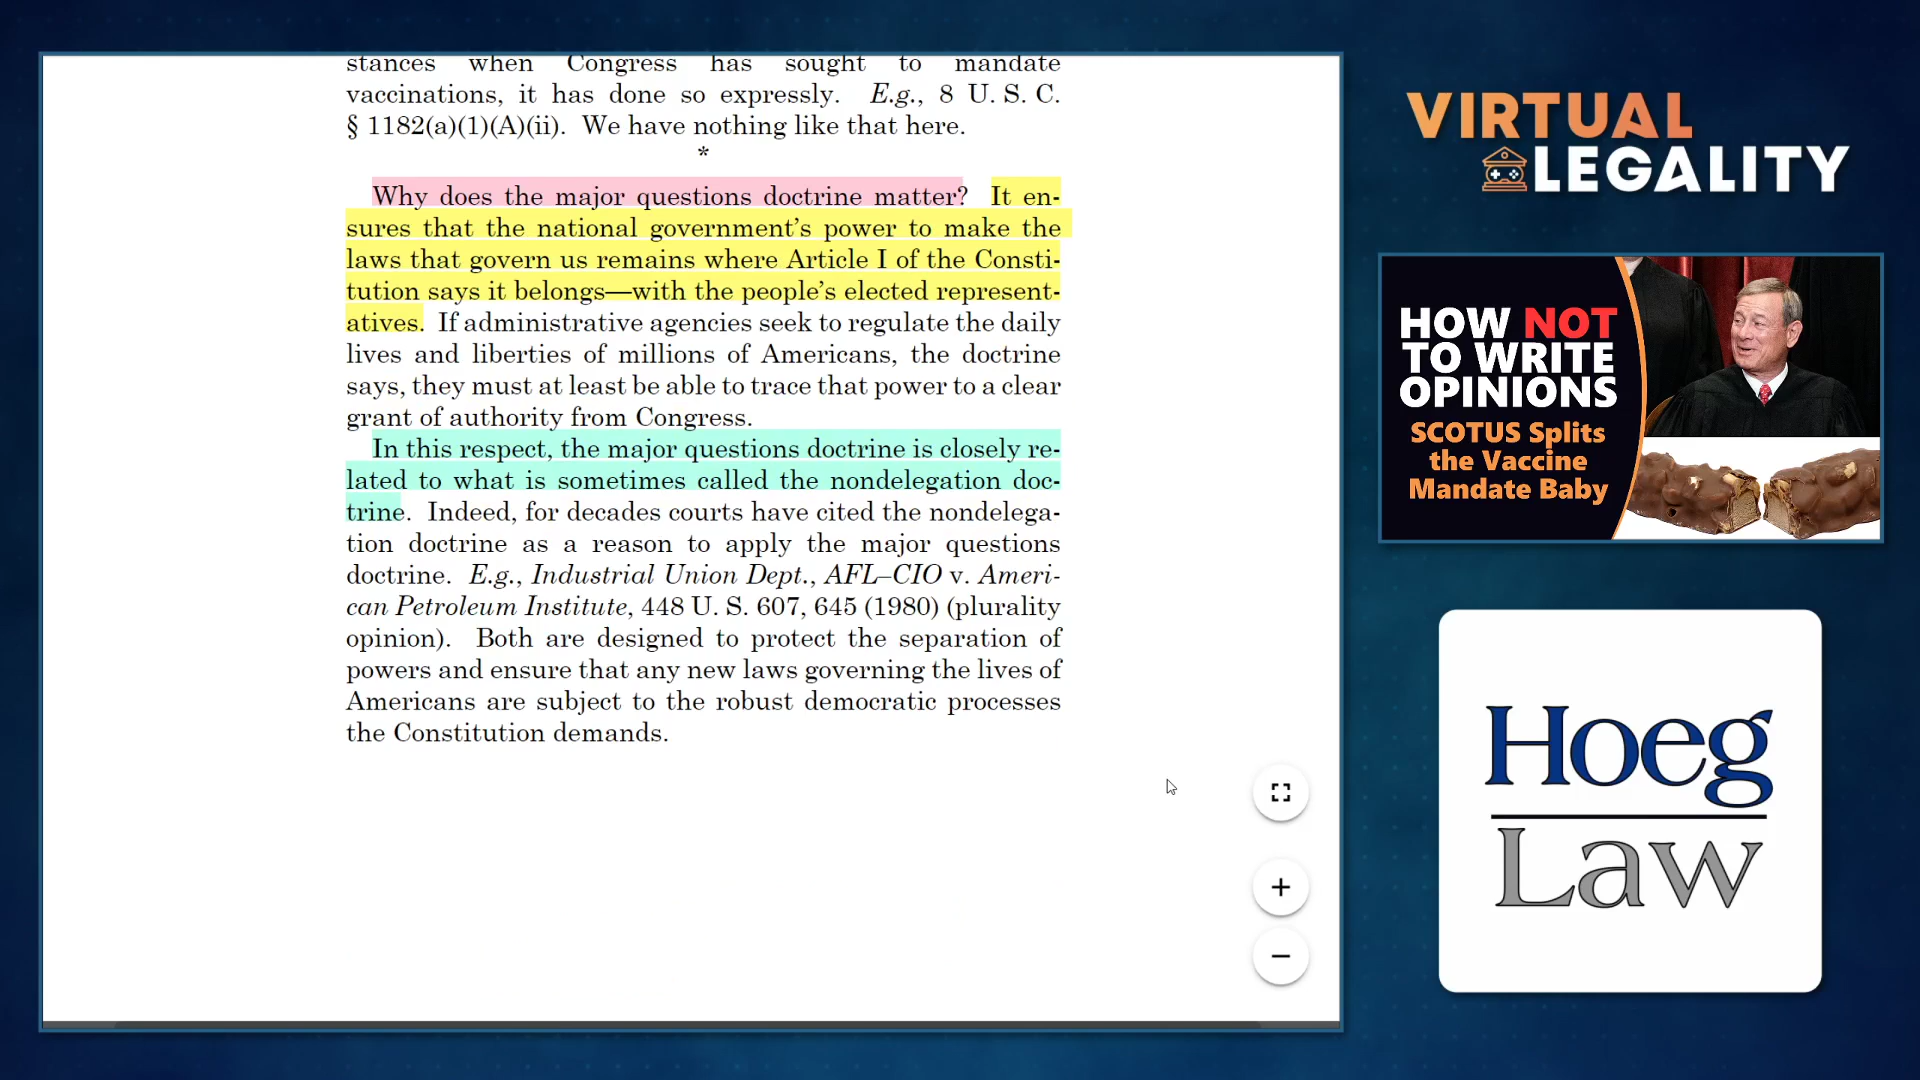 stances when Congress has sought to mandate
vaccinations, it has done so expressly. E.g., 8 U. S. C.
§ 1182(a)(1)(A)(ii). We have nothing like that here.
*
Why does the major questions doctrine matter? It en-
sures that the national government’s power to make the
laws that govern us remains where Article I of the Consti-
tution says it belongs—with the people’s elected represent-
atives. If administrative agencies seek to regulate the daily
lives and liberties of millions of Americans, the doctrine
says, they must at least be able to trace that power to a clear
grant of authority from Congress.
In this respect, the major questions doctrine is closely re-
lated to what is sometimes called the nondelegation doc-
trine. Indeed, for decades courts have cited the nondelega-
tion doctrine as a reason to apply the major questions
doctrine. E.g., Industrial Union Dept., AFL–CIO v. Ameri-
can Petroleum Institute, 448 U. S. 607, 645 (1980) (plurality
opinion). Both are designed to protect the separation of
powers and ensure that any new laws governing the lives of
Americans are subject to the robust democratic processes
the Constitution demands.
VIRTUAL
LEGALITY
HOW NOT
TO WRITE
OPINIONS
SCOTUS Splits
the Vaccine
Mandate Baby
Hoeg
Law